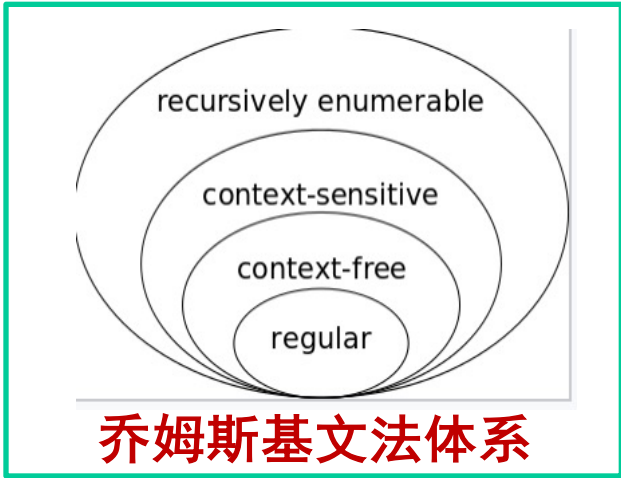 recursively enumerable
context-sensitive
context-free
regular
乔姆斯基文法体系